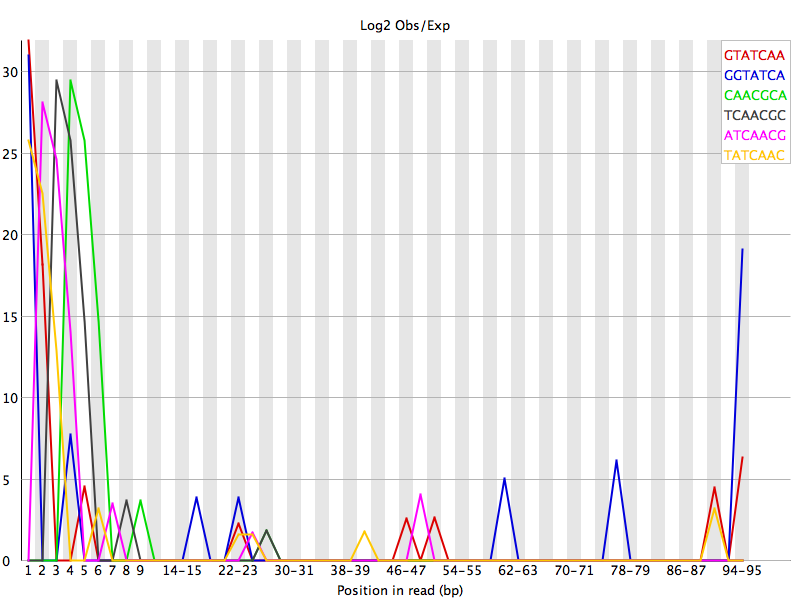 Log2 Obs/Exp
GTATCAA
GGTATCA
CAACGCA
TCAACGC
ATCAACG
TATCAAC
30
25
20
15
10
5
0
1 2 3 4 5 6 7 8 9 14-15 22-23 30-31 38-39 46-47 54-55 62-63 70-71 78-79 86-87 94-95
Position in read (bp)